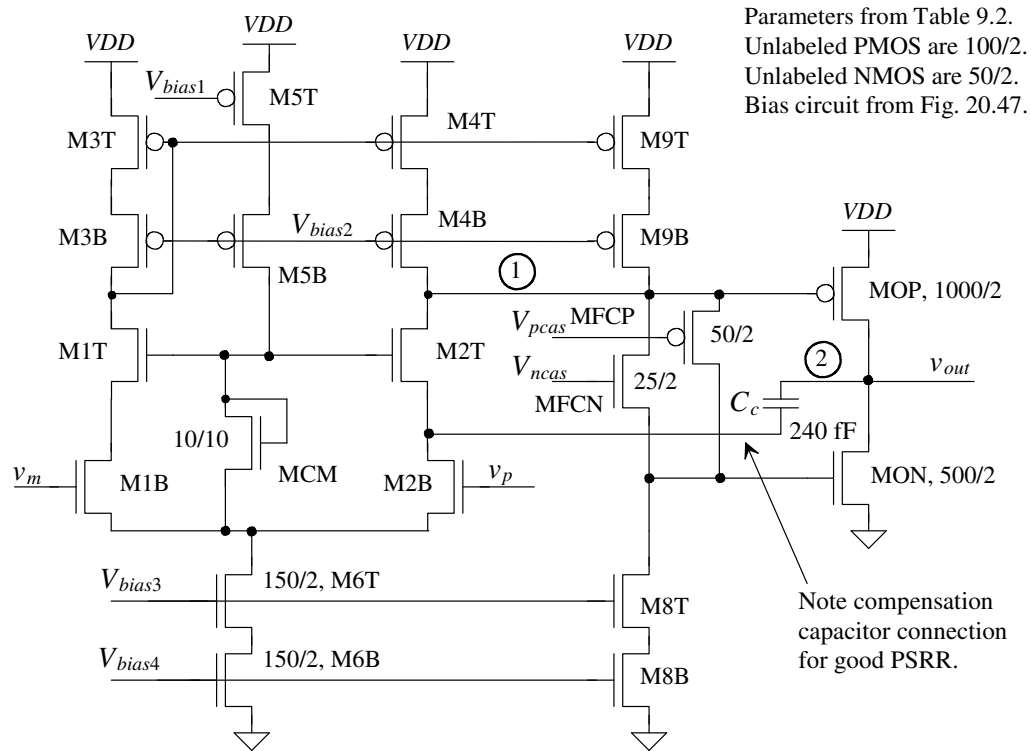 Parameters from Table 9.2.
Unlabeled PMOS are 100/2.
Unlabeled NMOS are 50/2.
Bias circuit from Fig. 20.47.
VDD
VDD
VDD
VDD
Vbias1
M5T
M3T
M4T
M9T
M3B
Vbias2
M4B
M9B
VDD
M5B
1
MOP, 1000/2
M1T
M2T
Vpcas
MFCP
50/2
2
vout
Vncas
25/2
MFCN
Cc
240 fF
10/10
MCM
vm
M1B
M2B
vp
MON, 500/2
Vbias3
150/2, M6T
M8T
Note compensation
capacitor connection
for good PSRR.
Vbias4
150/2, M6B
M8B